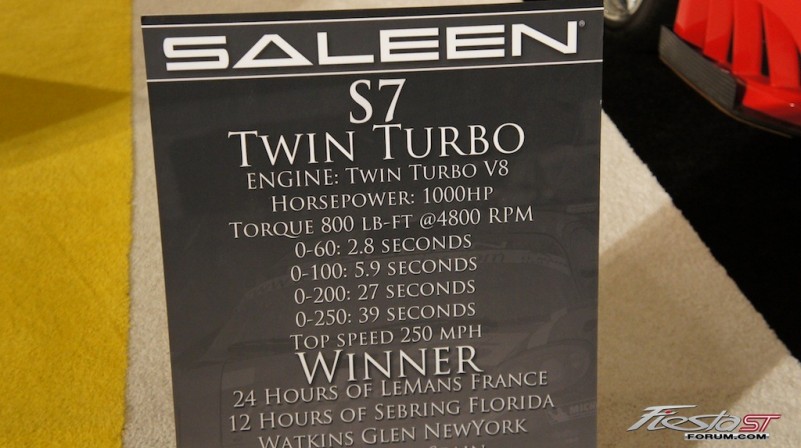 SALEEN®
S7
TWIN TURBO
ENGINE: TWIN TURBO V8
HORSEPOWER: 1000HP
TORQUE 800 LB-FT @4800 RPM
0-60: 2.8 SECONDS
0-100: 5.9 SECONDS
0-200: 27 SECONDS
0-250: 39 SECONDS
TOP SPEED 250 MPH
WINNER
24 HOURS OF LEMANS FRANCE
12 HOURS OF SEBRING FLORIDA
WATKINS GLEN NEWYORK
FiestaST
FORUM.COM